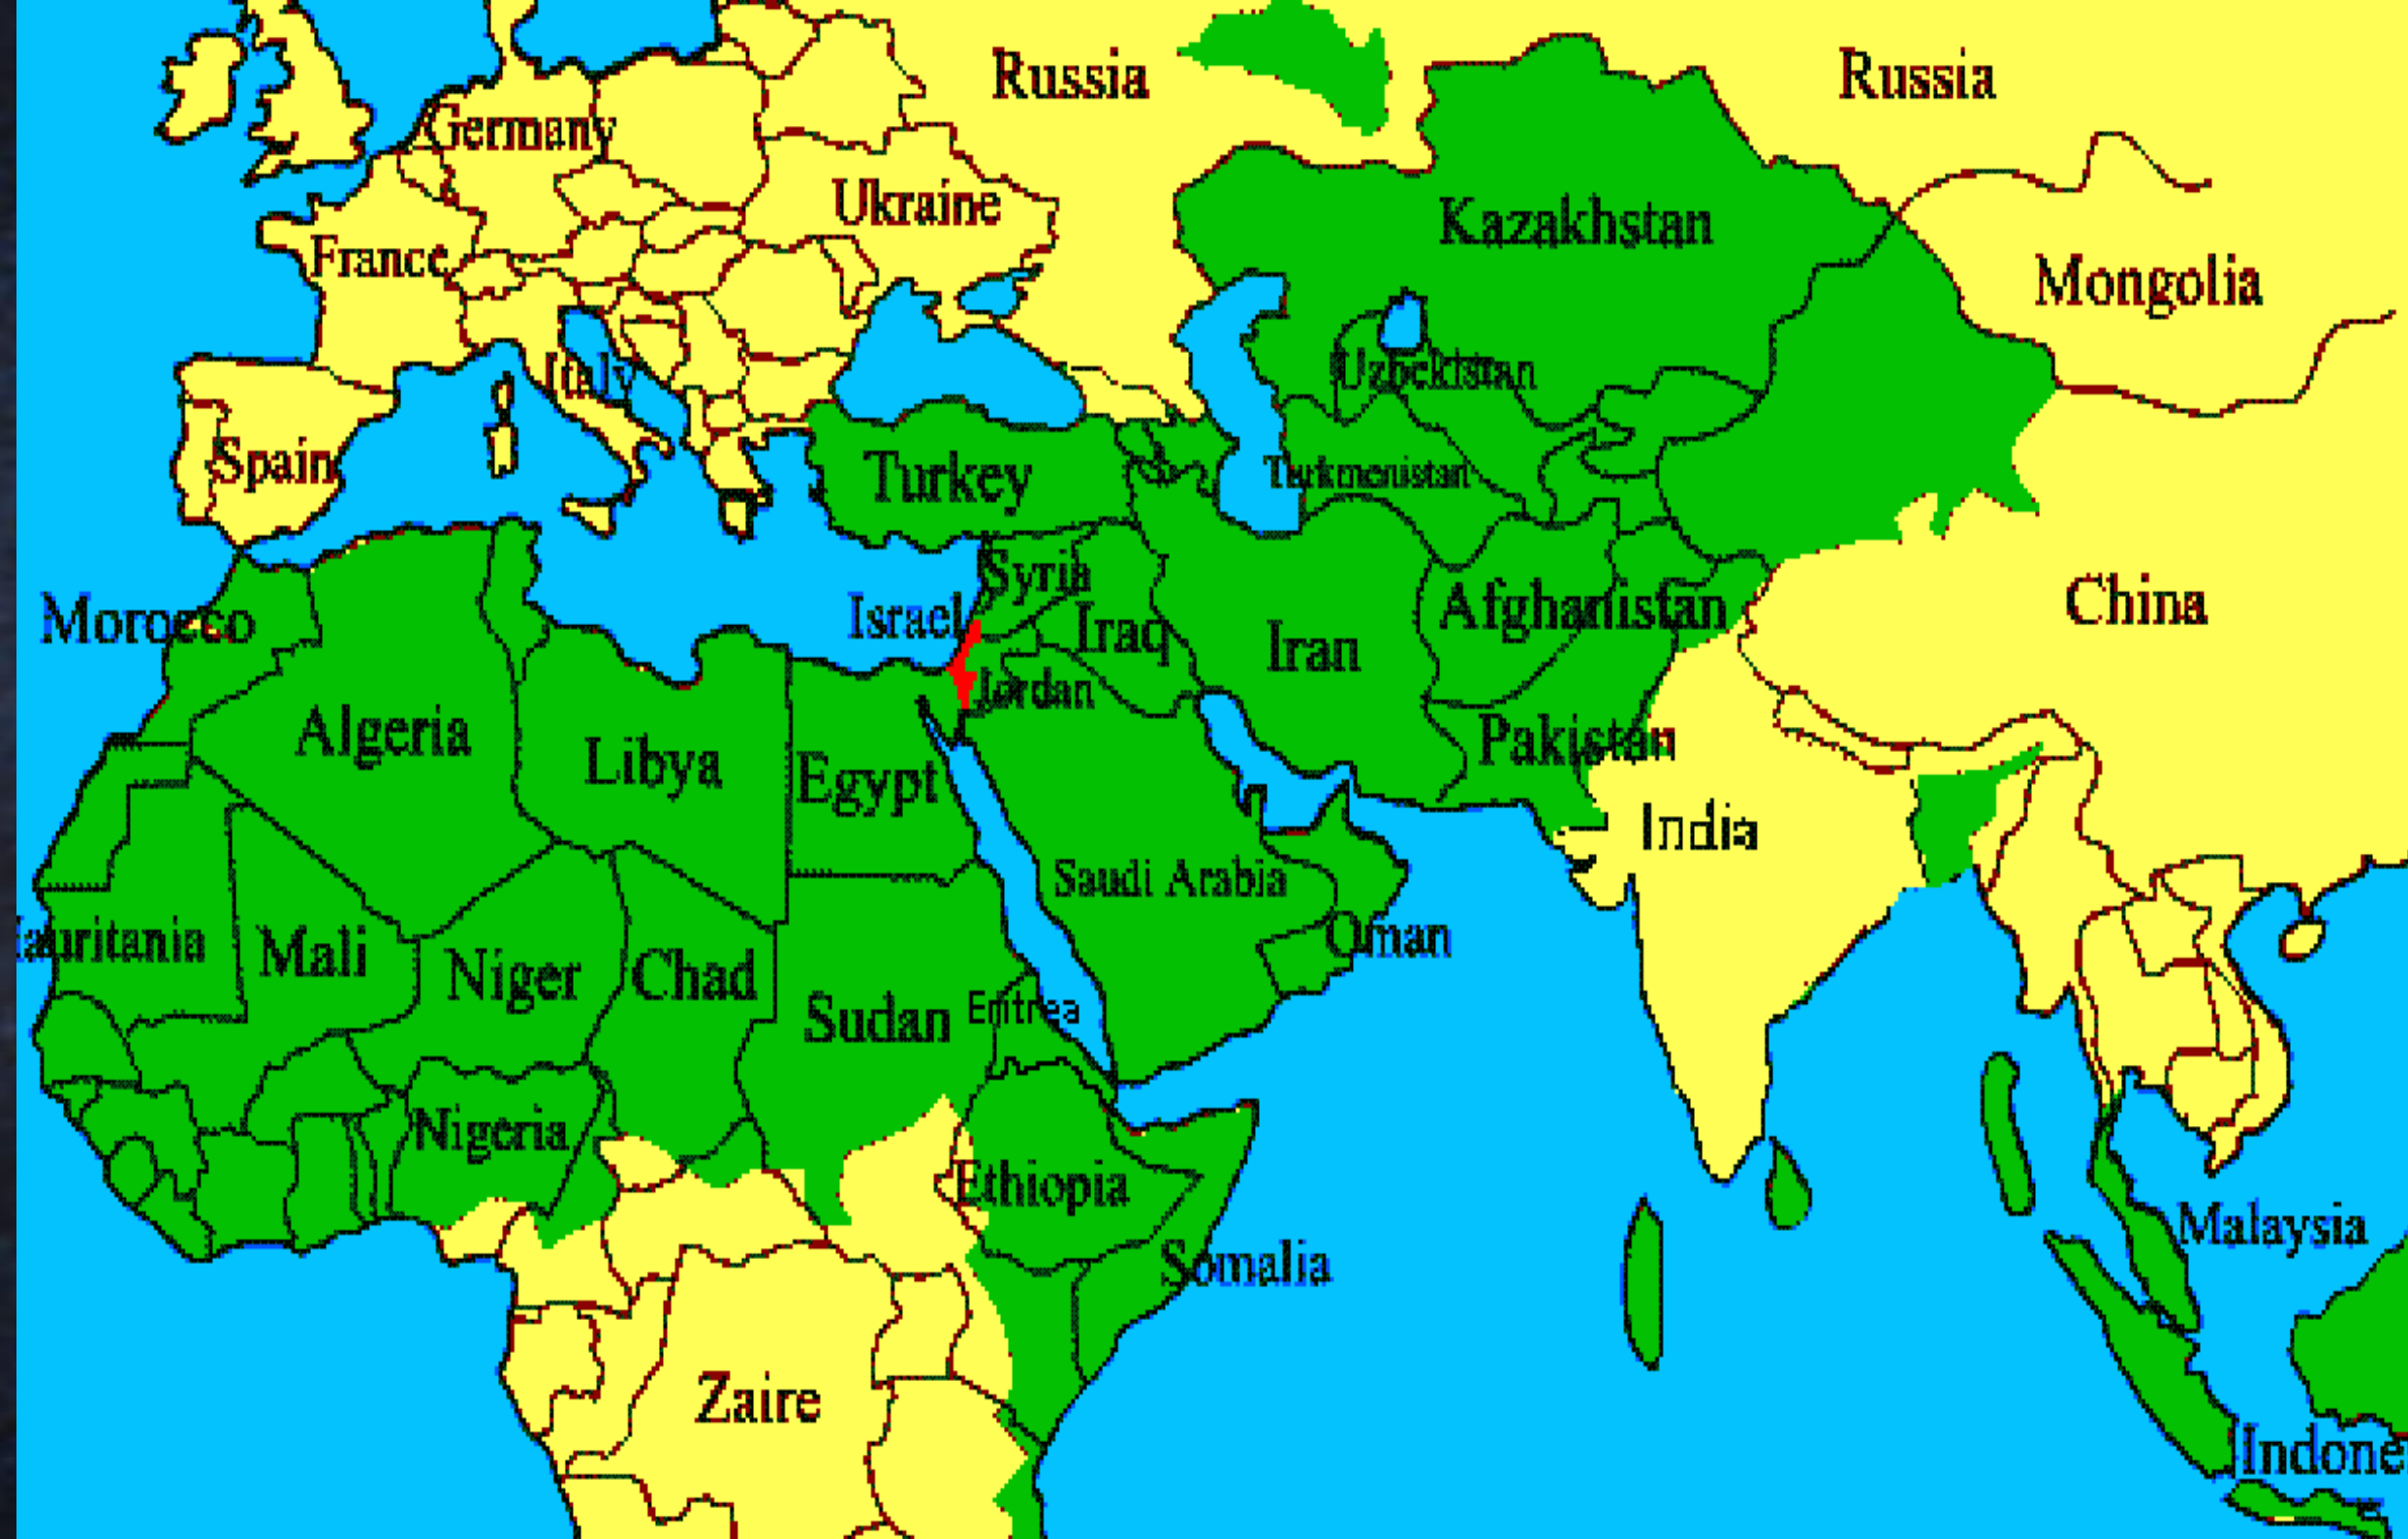 Russia
Russia
Germany
Ukraine
Kazakhstan
France
Mongolia
Italy
Uzbekistan
Spain
Turkey
Turkmenistan
Syria
Morocco
Israel
Iraq
Iran
Afghanistan
China
Jordan
Algeria
Libya
Egypt
Pakistan
India
Saudi Arabia
auritania
Mali
Niger
Chad
Oman
Sudan
Eritrea
Nigeria
Ethiopia
Somalia
Malaysia
Zaire
Indone